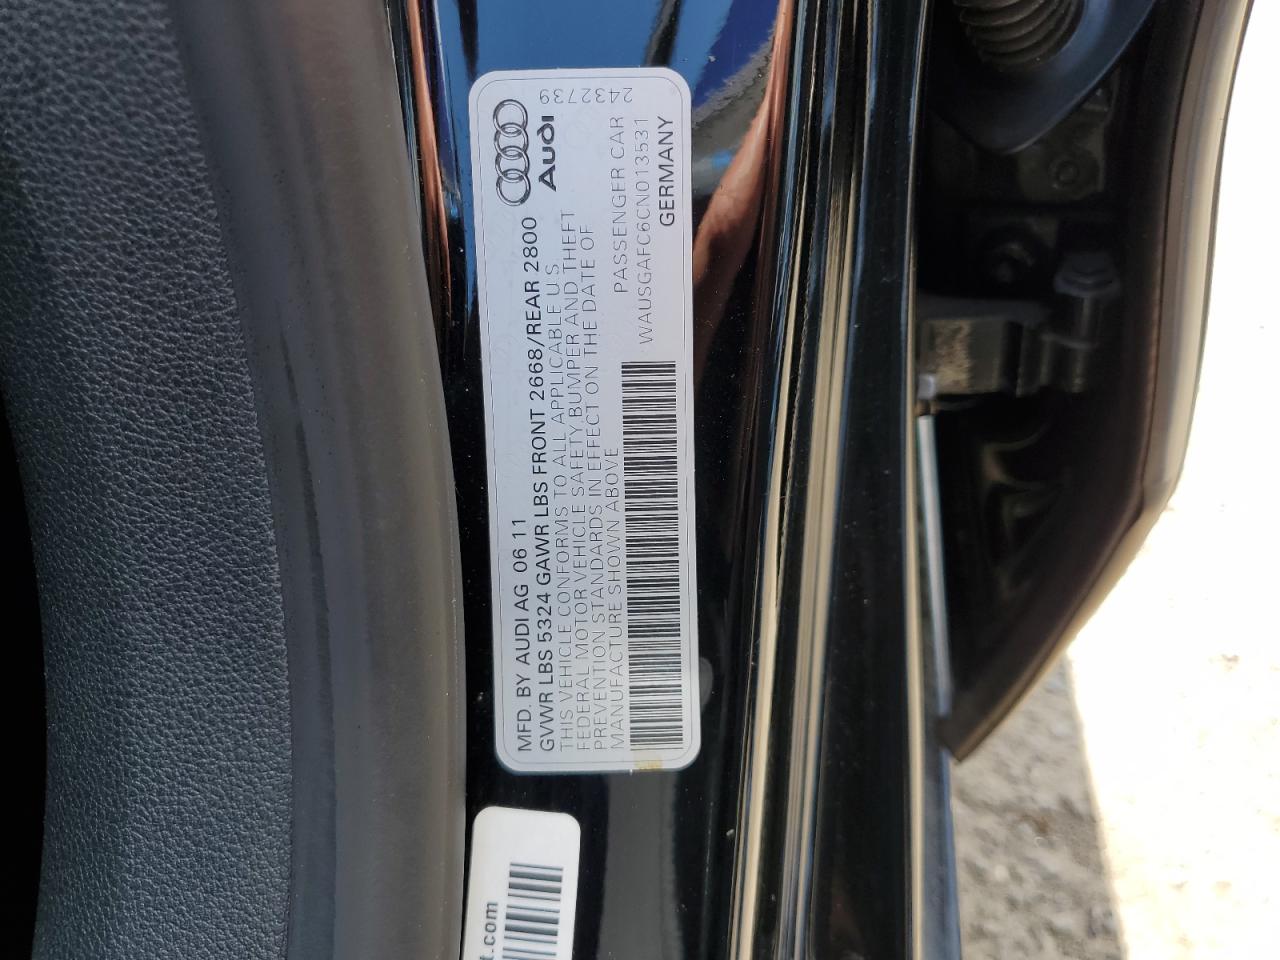 2432739
Audi
MFD. BY AUDI AG 06 11
GVWR LBS 5324 GAWR LBS FRONT 2668/REAR 2800
THIS VEHICLE CONFORMS TO ALL APPLICABLE U S
FEDERAL MOTOR VEHICLE SAFETY,BUMPER AND THEFT
PREVENTION STANDARDS IN EFFECT ON THE DATE OF
MANUFACTURE SHOWN ABOVE
PASSENGER CAR
WAUSGAFC6CN013531
GERMANY
t.com